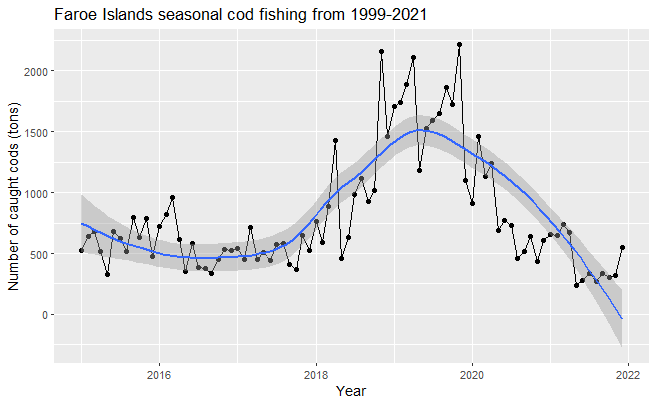 Faroe Islands seasonal cod fishing from 1999-2021
Number of caught cods (tons)
2000
1500
1000
500
0
2016 2018 2020 2022
Year